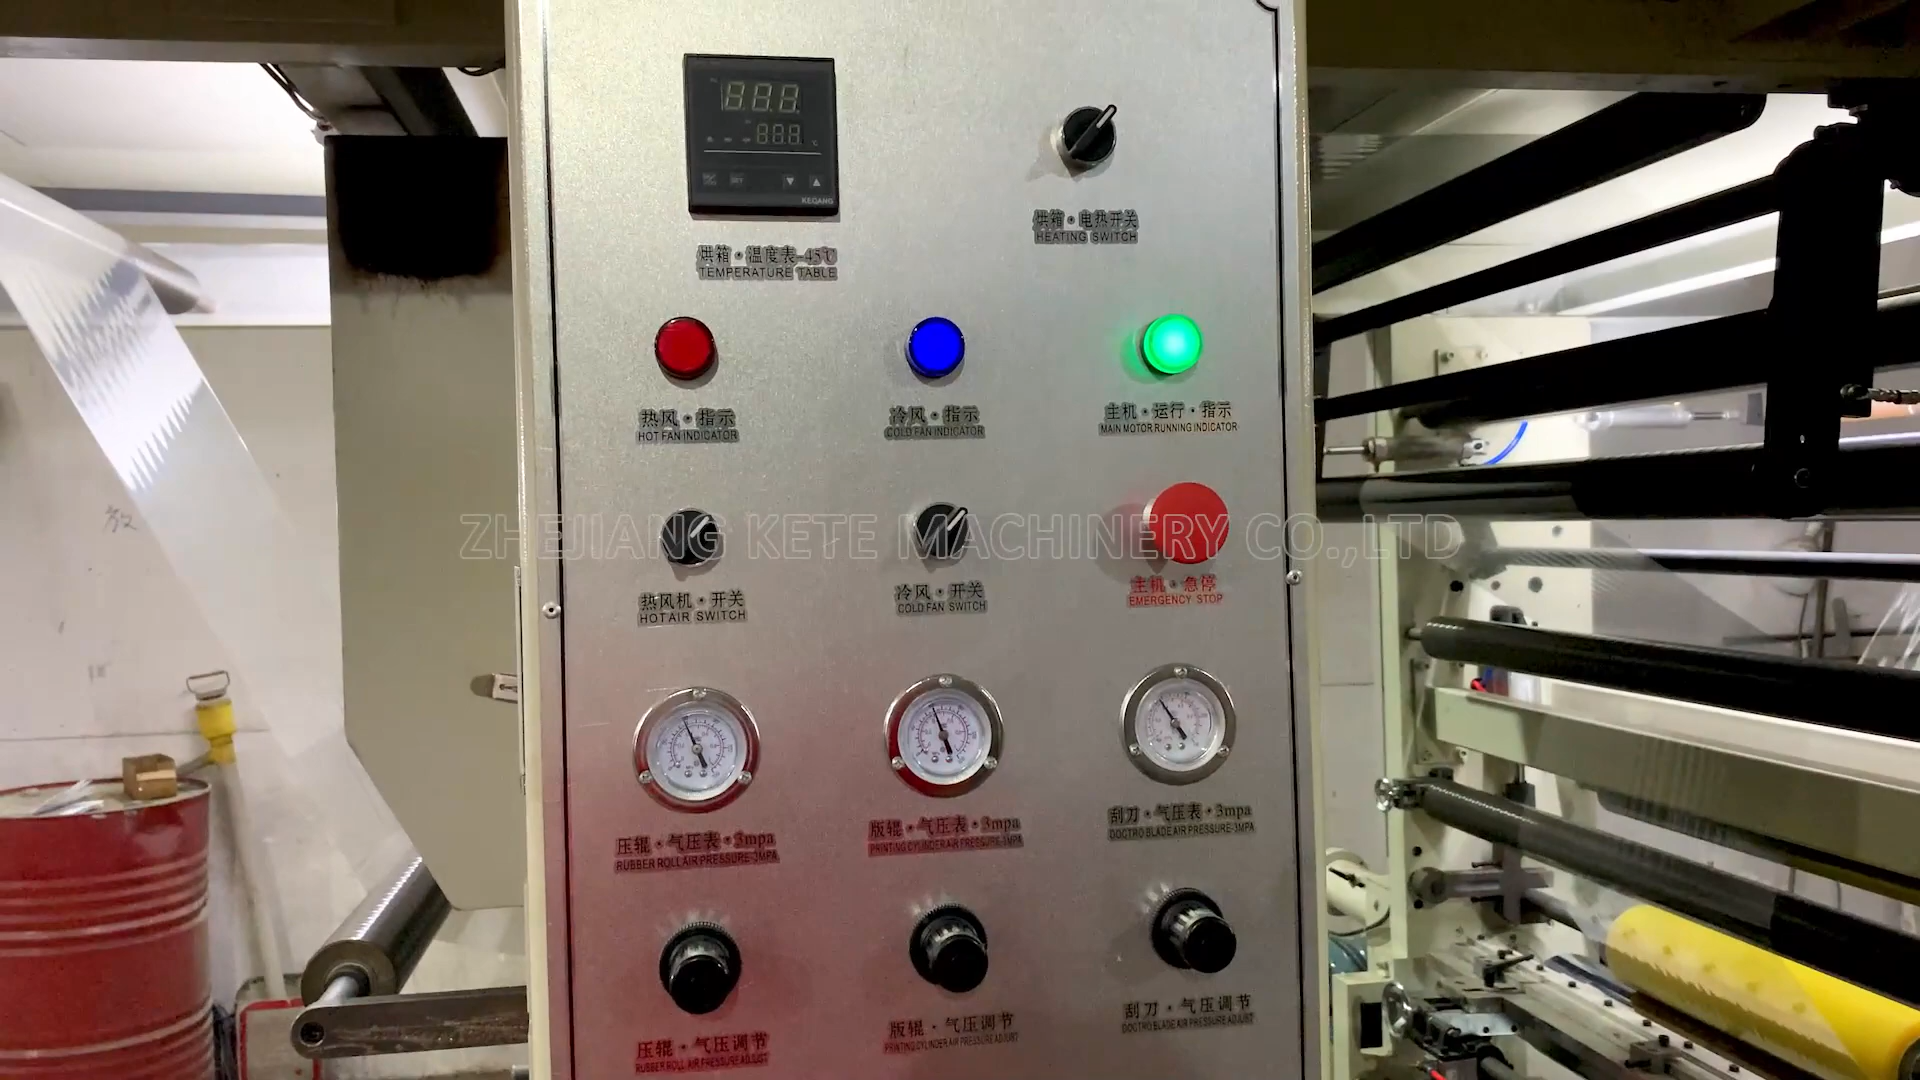 KEQANG
烘箱·温度表-45℃
TEMPERATURE TABLE
烘箱·电热开关
HEATING SWITCH
热风·指示
HOT FAN INDICATOR
冷风·指示
COLD FAN INDICATOR
主机·运行·指示
MAIN MOTOR RUNNING INDICATOR
ZHEJIANG KETE MACHINERY CO.,LTD
热风机·开关
HOT AIR SWITCH
冷风·开关
COLD FAN SWITCH
主机·急停
EMERGENCY STOP
压辊·气压表·3mpa
RUBBER ROLL AIR PRESSURE-3MPA
版辊·气压表·3mpa
PRINTING CYLINDER AIR PRESSURE-3MPA
刮刀·气压表·3mpa
DOCTRO BLADE AIR PRESSURE-3MPA
压辊·气压调节
RUBBER ROLL AIR PRESSURE ADJUST
版辊·气压调节
PRINTING CYLINDER AIR PRESSURE ADJUST
刮刀·气压调节
DOCTRO BLADE AIR PRESSURE ADJUST